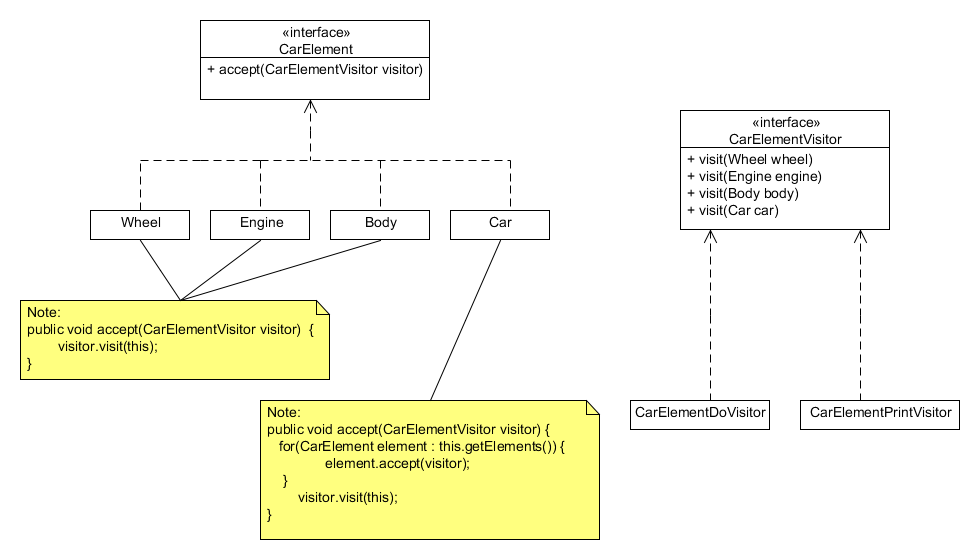 «interface»
CarElement
+ accept(CarElementVisitor visitor)
«interface»
CarElementVisitor
+ visit(Wheel wheel)
+ visit(Engine engine)
+ visit(Body body)
+ visit(Car car)
Wheel
Engine
Body
Car
Note:
public void accept(CarElementVisitor visitor) {
visitor.visit(this);
}
Note:
public void accept(CarElementVisitor visitor) {
for(CarElement element : this.getElements()) {
element.accept(visitor);
}
visitor.visit(this);
}
CarElementDoVisitor
CarElementPrintVisitor